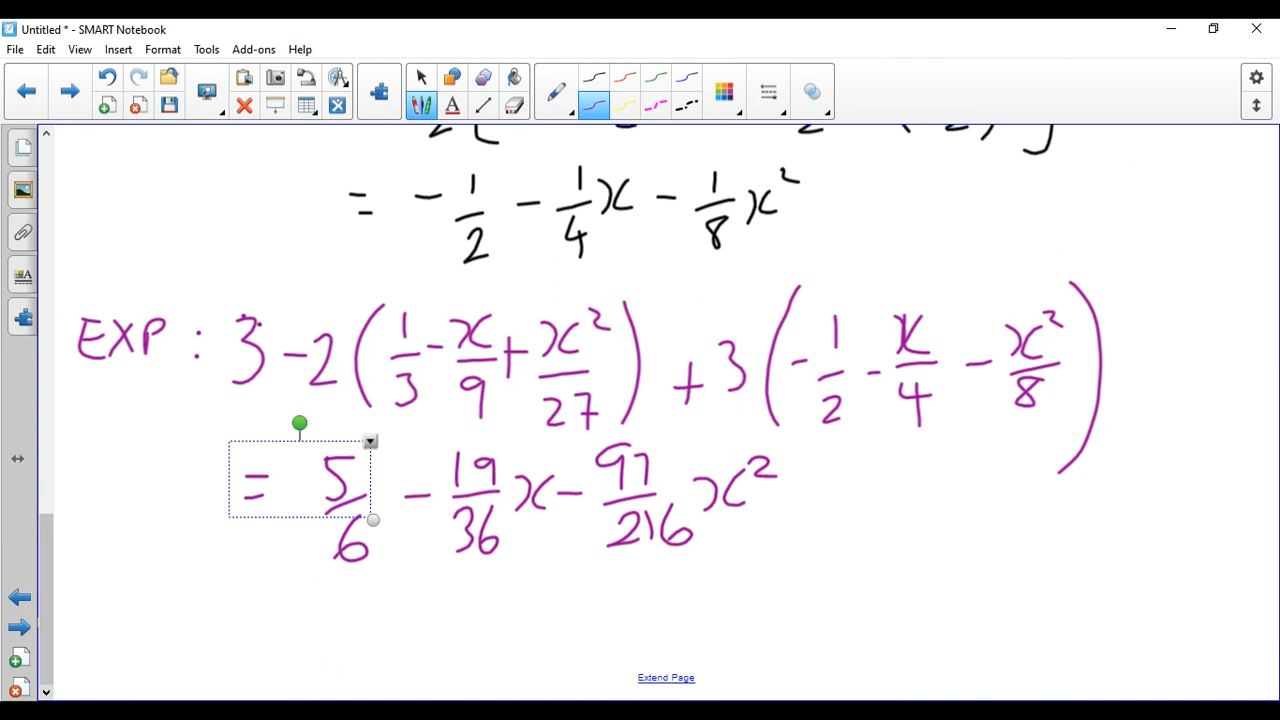 Untitled * - SMART Notebook
File Edit View Insert Format Tools Add-ons Help
= - 1/2 - 1/4 x - 1/8 x²
EXP : 3 - 2 ( 1/3 - x/9 + x²/27 ) + 3 ( - 1/2 - x/4 - x²/8 )
= 5/6 - 19/36 x - 97/216 x²
Extend Page